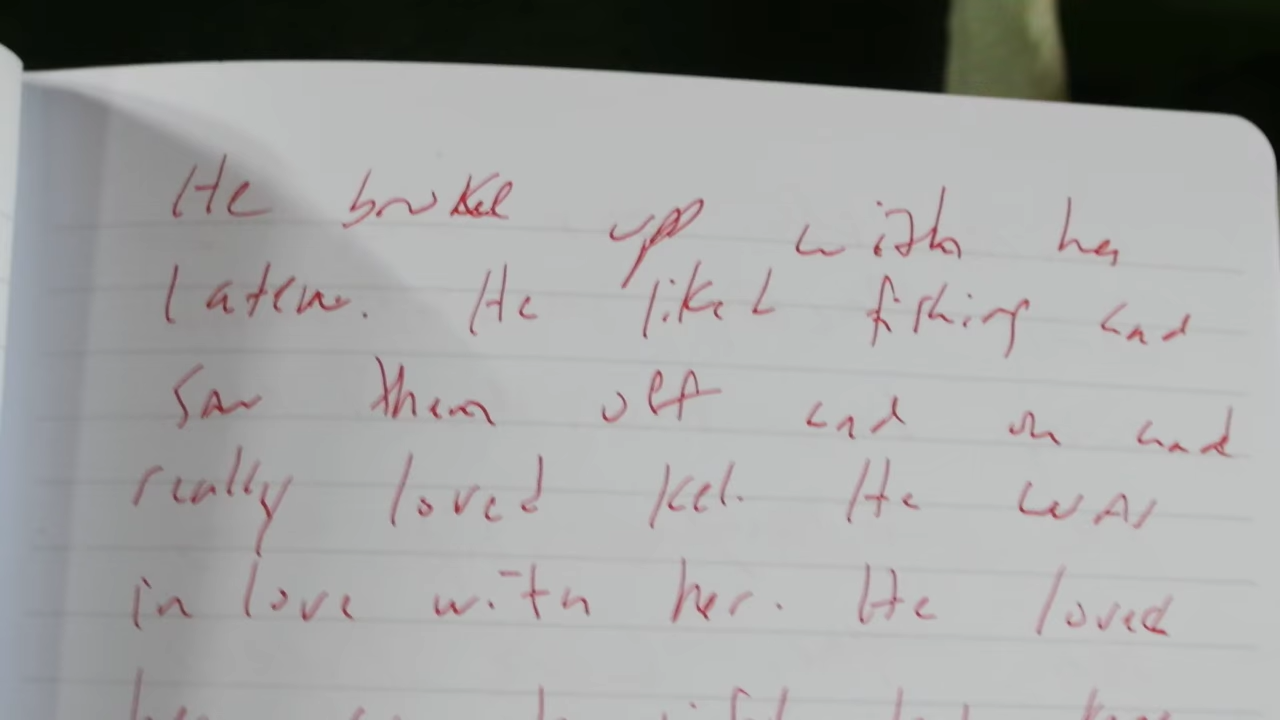 He broke up with her
later. He liked fishing and
saw them off and on and
really loved Kel. He was
in love with her. He loved
her